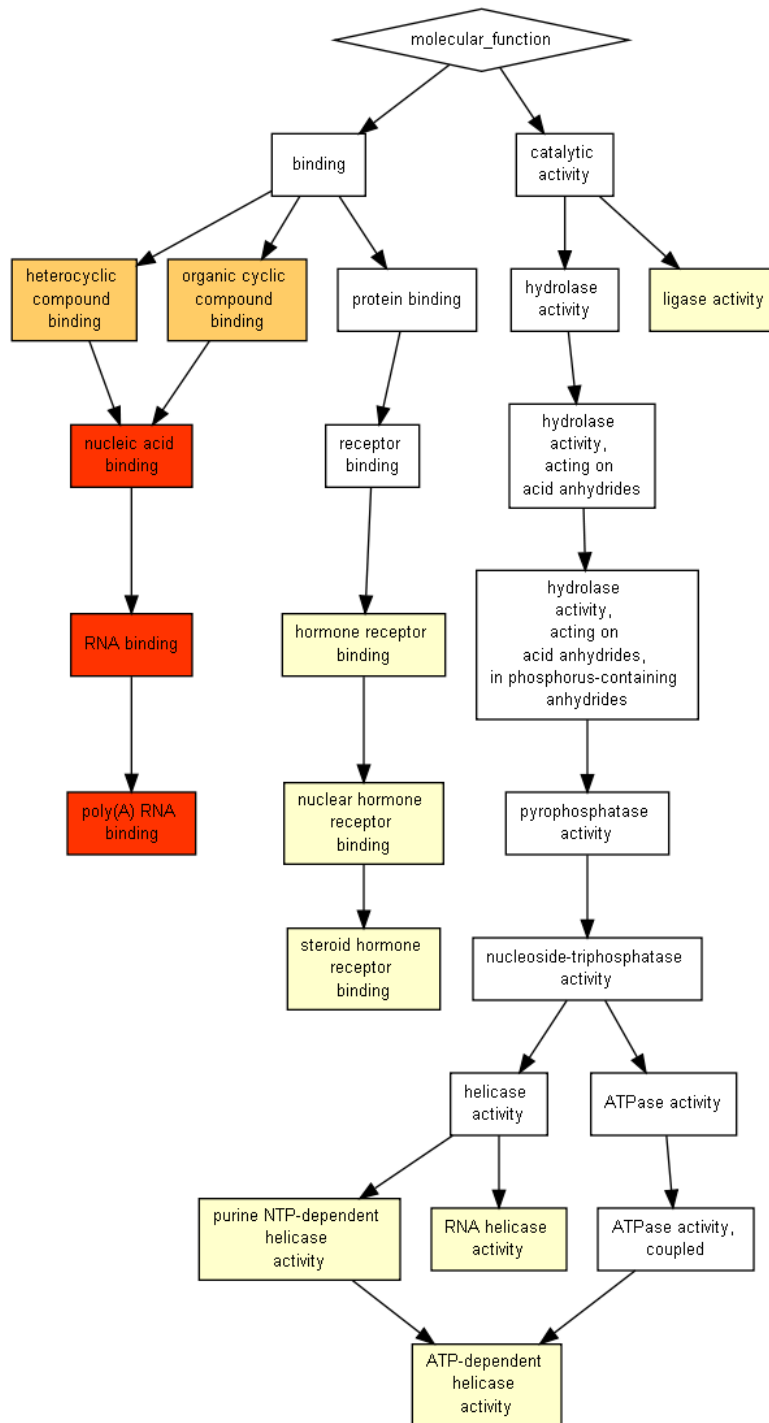 molecular_function
binding
catalytic
activity
heterocyclic
compound
binding
organic cyclic
compound
binding
protein binding
hydrolase
activity
ligase activity
nucleic acid
binding
receptor
binding
hydrolase
activity,
acting on
acid anhydrides
RNA binding
hormone receptor
binding
hydrolase
activity,
acting on
acid anhydrides,
in phosphorus-containing
anhydrides
poly(A) RNA
binding
nuclear hormone
receptor
binding
pyrophosphatase
activity
steroid hormone
receptor
binding
nucleoside-triphosphatase
activity
helicase
activity
ATPase activity
purine NTP-dependent
helicase
activity
RNA helicase
activity
ATPase activity,
coupled
ATP-dependent
helicase
activity